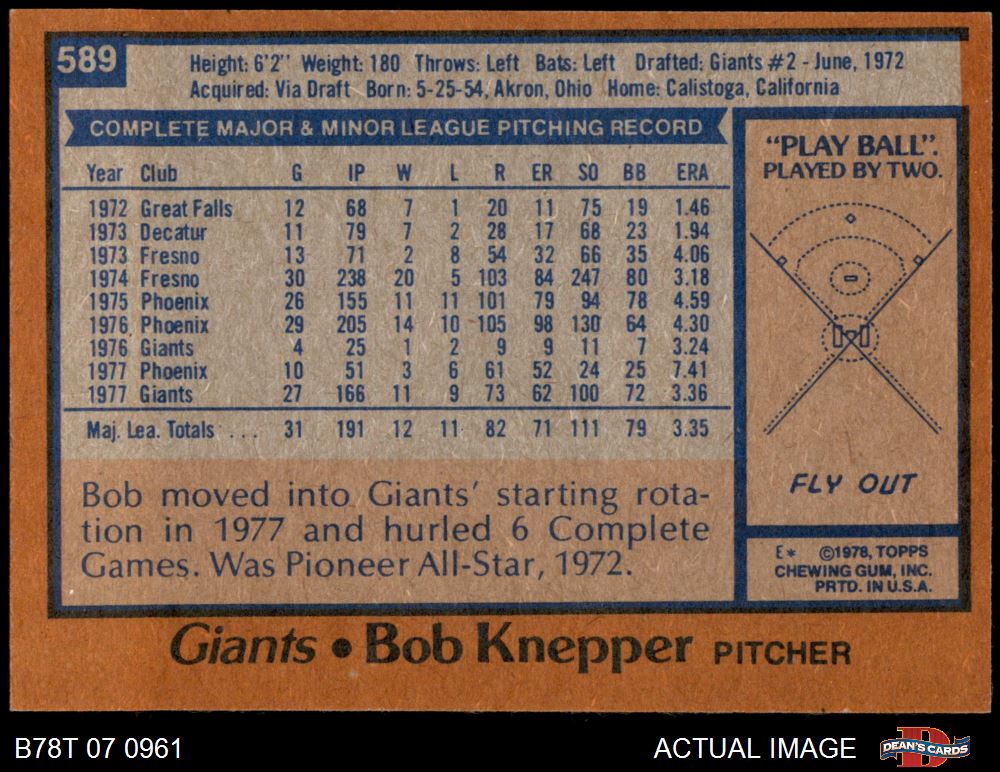 589
Height: 6'2" Weight: 180 Throws: Left Bats: Left Drafted: Giants #2 - June, 1972
Acquired: Via Draft Born: 5-25-54, Akron, Ohio Home: Calistoga, California
COMPLETE MAJOR & MINOR LEAGUE PITCHING RECORD
Year Club G IP W L R ER SO BB ERA
1972 Great Falls 12 68 7 1 20 11 75 19 1.46
1973 Decatur 11 79 7 2 28 17 68 23 1.94
1973 Fresno 13 71 2 8 54 32 66 35 4.06
1974 Fresno 30 238 20 5 103 84 247 80 3.18
1975 Phoenix 26 155 11 11 101 79 94 78 4.59
1976 Phoenix 29 205 14 10 105 98 130 64 4.30
1976 Giants 4 25 1 2 9 9 11 7 3.24
1977 Phoenix 10 51 3 6 61 52 24 25 7.41
1977 Giants 27 166 11 9 73 62 100 72 3.36
Maj. Lea. Totals ... 31 191 12 11 82 71 111 79 3.35
Bob moved into Giants' starting rota-
tion in 1977 and hurled 6 Complete
Games. Was Pioneer All-Star, 1972.
"PLAY BALL".
PLAYED BY TWO.
FLY OUT
E* ©1978, TOPPS
CHEWING GUM, INC.
PRTD. IN U.S.A.
Giants • Bob Knepper PITCHER
B78T 07 0961 ACTUAL IMAGE
D
DEAN'S CARDS